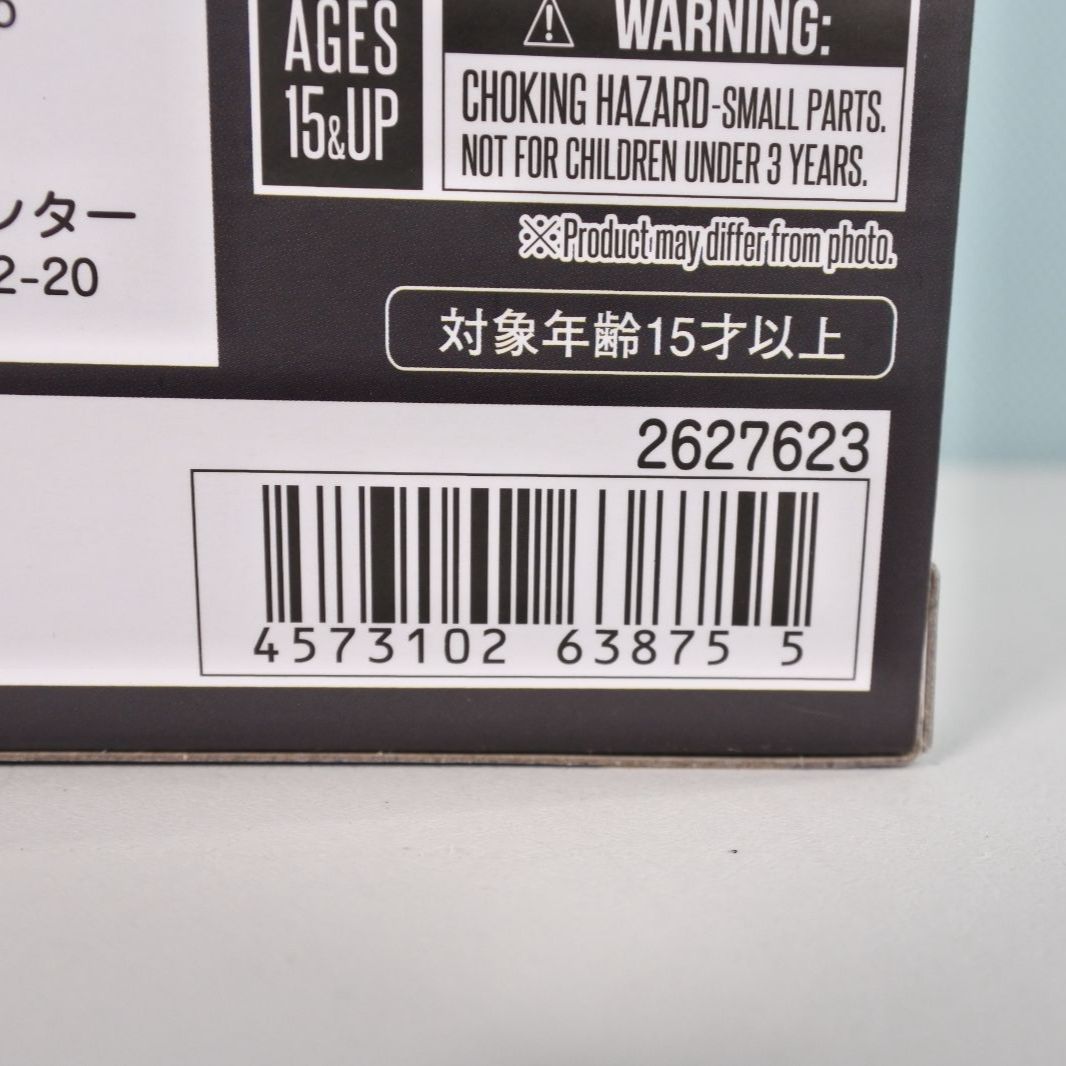 AGES
15&UP
⚠ WARNING:
CHOKING HAZARD-SMALL PARTS.
NOT FOR CHILDREN UNDER 3 YEARS.
※Product may differ from photo.
ンター
2-20
対象年齢15才以上
2627623
4573102 63875 5